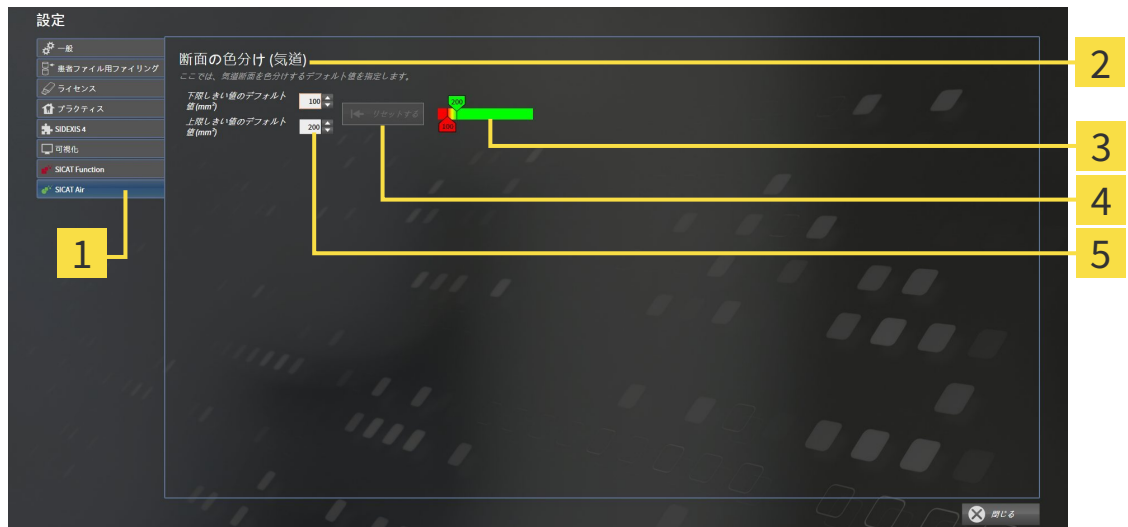 設定
一般
患者ファイル用ファイリング
ライセンス
プラクティス
SIDEXIS 4
可視化
SICAT Function
SICAT Air
断面の色分け (気道)
ここでは、気道断面を色分けするデフォルト値を指定します。
下限しきい値のデフォルト
値(mm²)
100
上限しきい値のデフォルト
値(mm²)
200
リセットする
200
100
1
2
3
4
5
閉じる